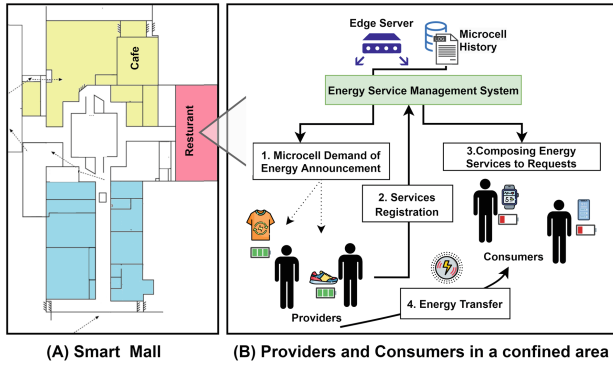 Cafe
Resturant
(A) Smart Mall
Edge Server
Microcell
History
LOG
Energy Service Management System
1. Microcell Demand of
Energy Announcement
2. Services
Registration
3.Composing Energy
Services to Requests
Providers
Consumers
4. Energy Transfer
(B) Providers and Consumers in a confined area